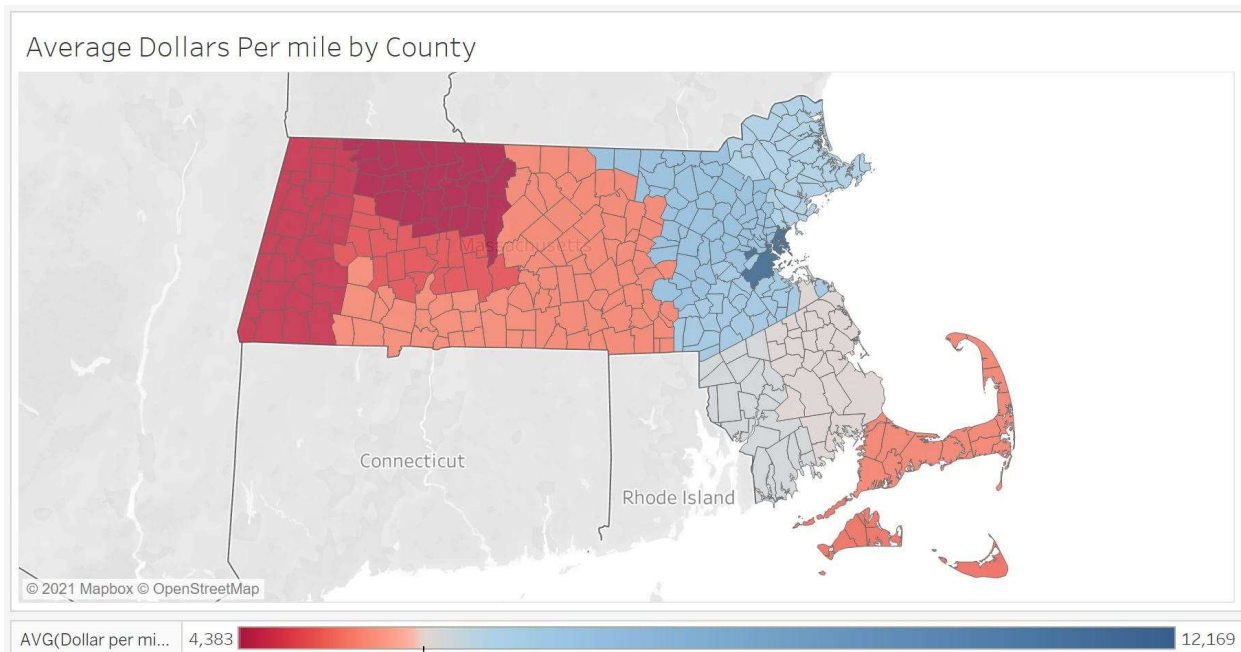 Average Dollars Per mile by County
Massachusetts
Connecticut
Rhode Island
© 2021 Mapbox © OpenStreetMap
AVG(Dollar per mi... 4,383 12,169